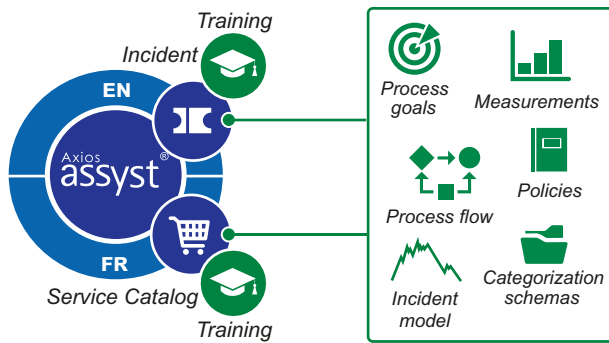 Training
Incident
EN
Axios
assyst®
FR
Service Catalog
Training
Process
goals
Measurements
Process flow
Policies
Incident
model
Categorization
schemas